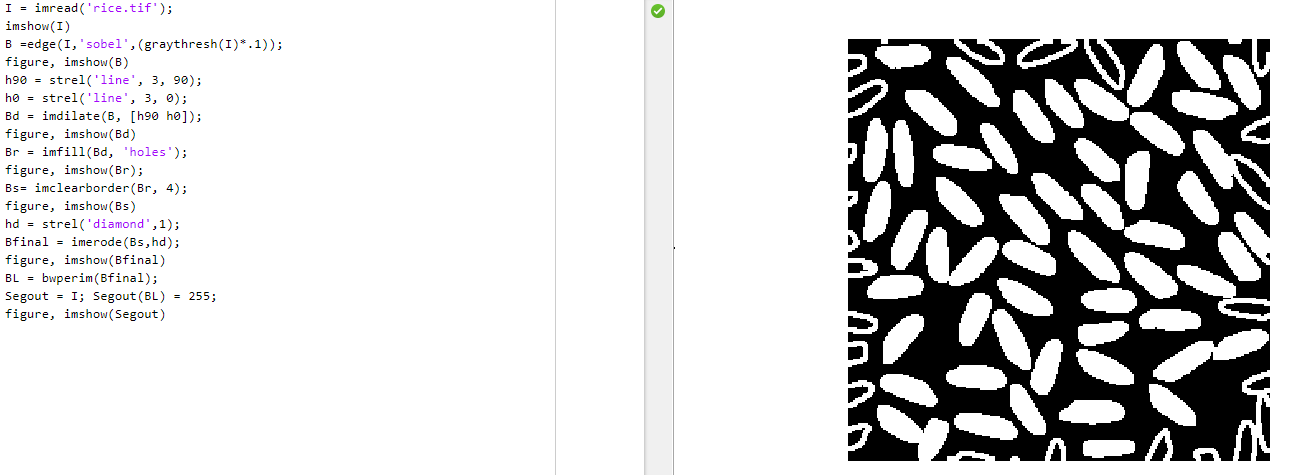 I = imread('rice.tif');
imshow(I)
B =edge(I,'sobel',(graythresh(I)*.1));
figure, imshow(B)
h90 = strel('line', 3, 90);
h0 = strel('line', 3, 0);
Bd = imdilate(B, [h90 h0]);
figure, imshow(Bd)
Br = imfill(Bd, 'holes');
figure, imshow(Br);
Bs= imclearborder(Br, 4);
figure, imshow(Bs)
hd = strel('diamond',1);
Bfinal = imerode(Bs,hd);
figure, imshow(Bfinal)
BL = bwperim(Bfinal);
Segout = I; Segout(BL) = 255;
figure, imshow(Segout)